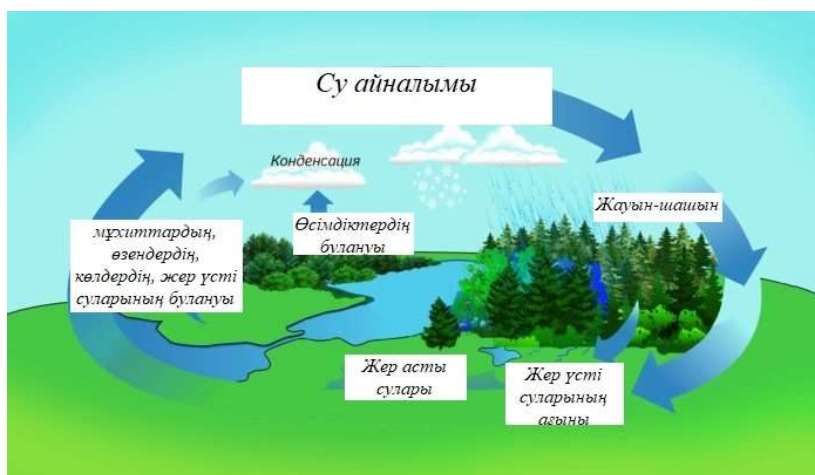 Су айналымы
Конденсация
Жауын-шашын
Өсімдіктердің
булануы
мұхиттардың,
өзендердің,
көлдердің, жер үсті
суларының булануы
Жер асты
сулары
Жер үсті
суларының
ағыны